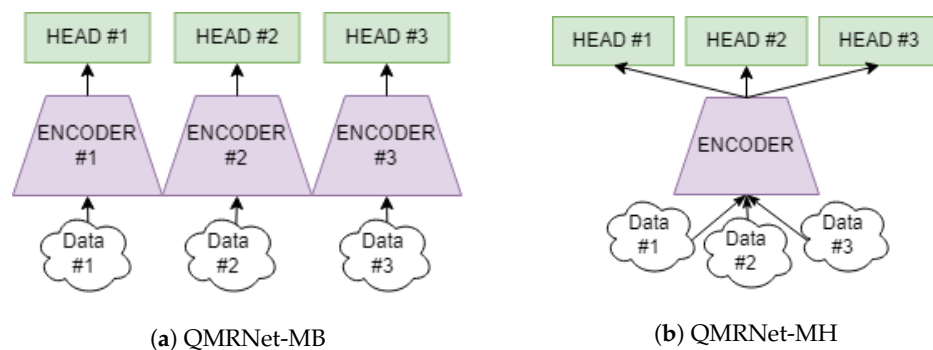 HEAD #1
HEAD #2
HEAD #3
ENCODER
#1
ENCODER
#2
ENCODER
#3
Data
#1
Data
#2
Data
#3
(a) QMRNet-MB
HEAD #1
HEAD #2
HEAD #3
ENCODER
Data
#1
Data
#2
Data
#3
(b) QMRNet-MH